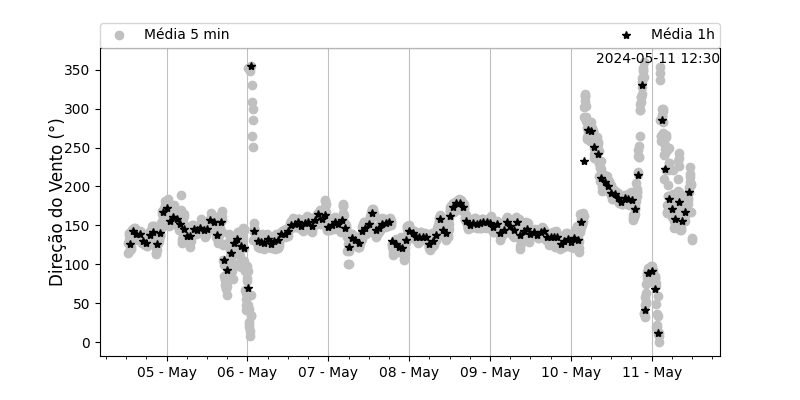 Média 5 min
Média 1h
2024-05-11 12:30
Direção do Vento (°)
350
300
250
200
150
100
50
0
05 - May
06 - May
07 - May
08 - May
09 - May
10 - May
11 - May